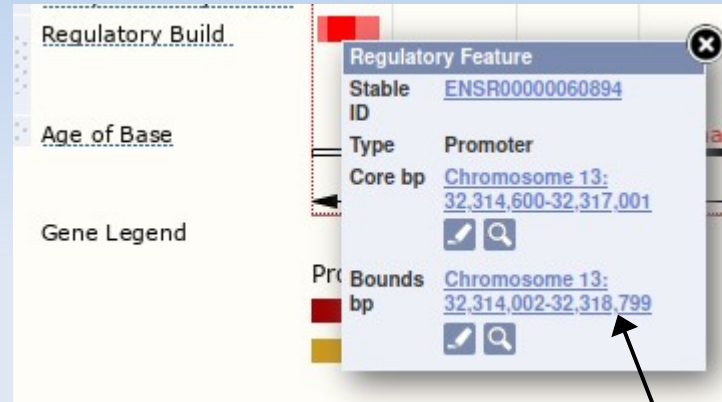 Regulatory Build
Regulatory Feature
Stable ID
ENSR00000060894
Age of Base
Type
Promoter
Core bp
Chromosome 13:
32,314,600-32,317,001
Gene Legend
Bounds bp
Chromosome 13:
32,314,002-32,318,799